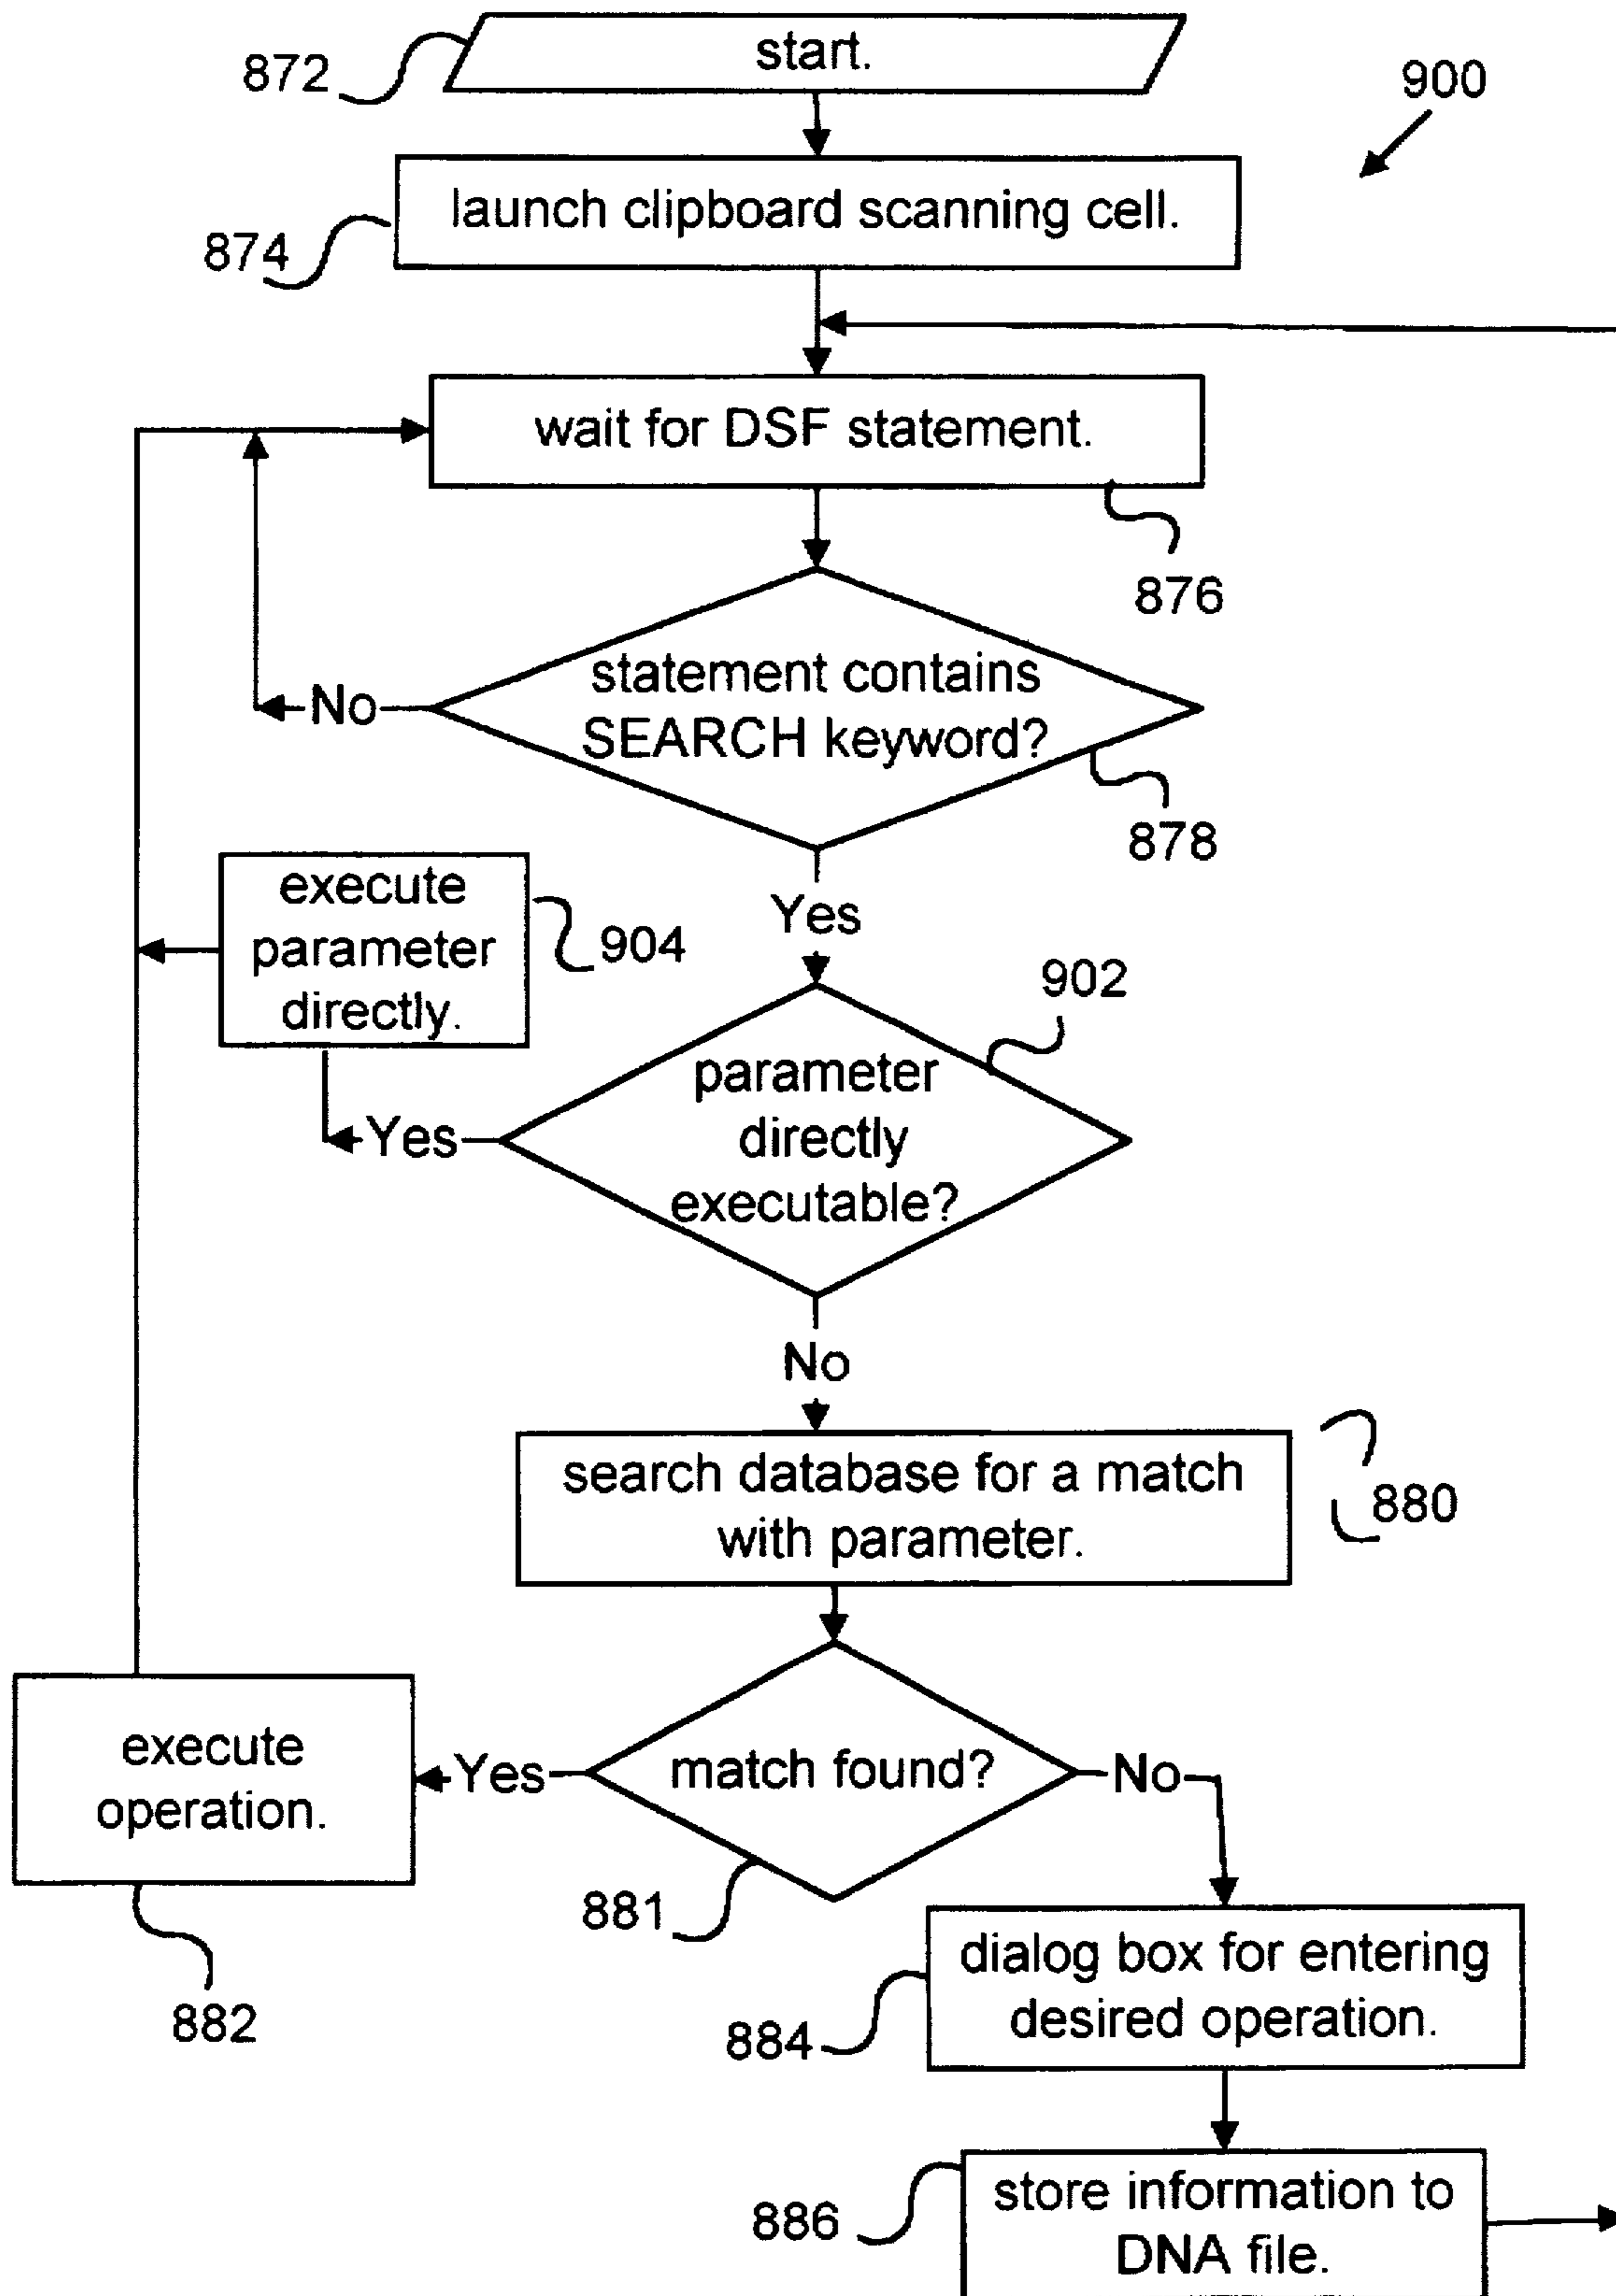 start.
872
900
launch clipboard scanning cell.
874
wait for DSF statement.
876
statement contains
SEARCH keyword?
No
878
Yes
execute
parameter
directly.
904
902
parameter
directly
executable?
Yes
No
search database for a match
with parameter.
880
execute
operation.
Yes
match found?
No
881
882
dialog box for entering
desired operation.
884
store information to
DNA file.
886